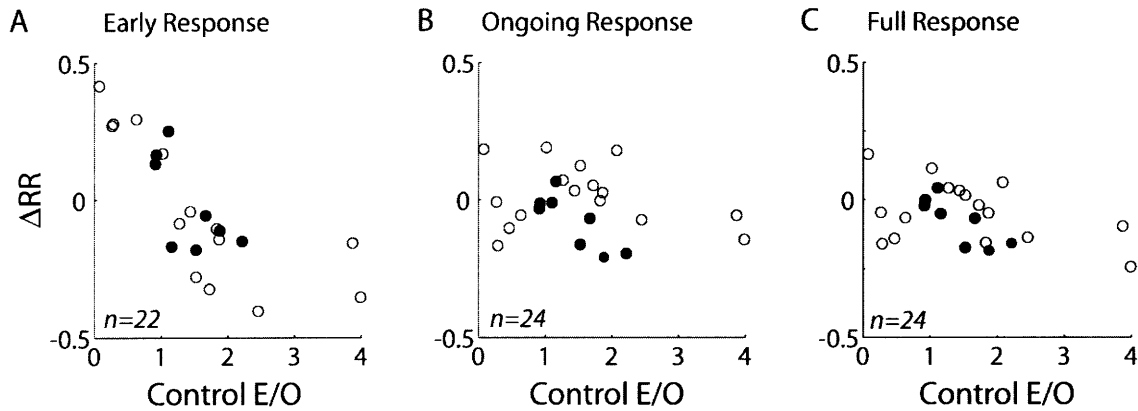 A Early Response
B Ongoing Response
C Full Response
ΔRR
0.5
0
-0.5
n=22
0 1 2 3 4
Control E/O
0.5
0
-0.5
n=24
0 1 2 3 4
Control E/O
0.5
0
-0.5
n=24
0 1 2 3 4
Control E/O